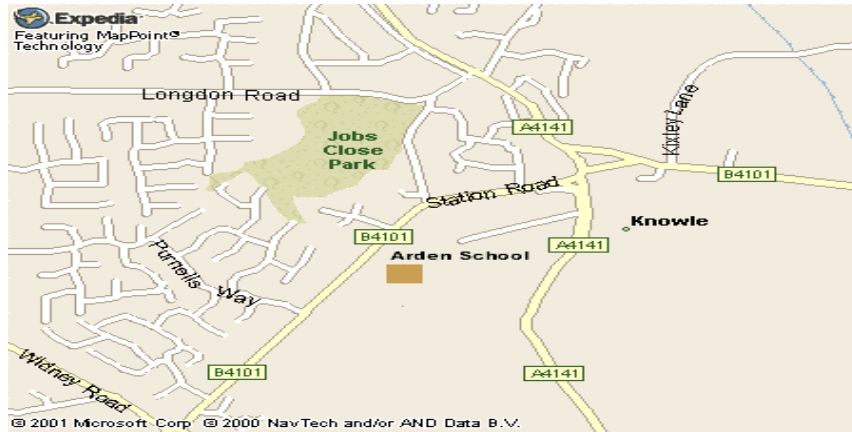 Expedia
Featuring MapPoint®
Technology
Longdon Road
Jobs
Close
Park
A4141
Kixley Lane
B4101
Station Road
Knowle
B4101
A4141
Arden School
Purnells Way
B4101
A4141
Widney Road
© 2001 Microsoft Corp © 2000 NavTech and/or AND Data B.V.